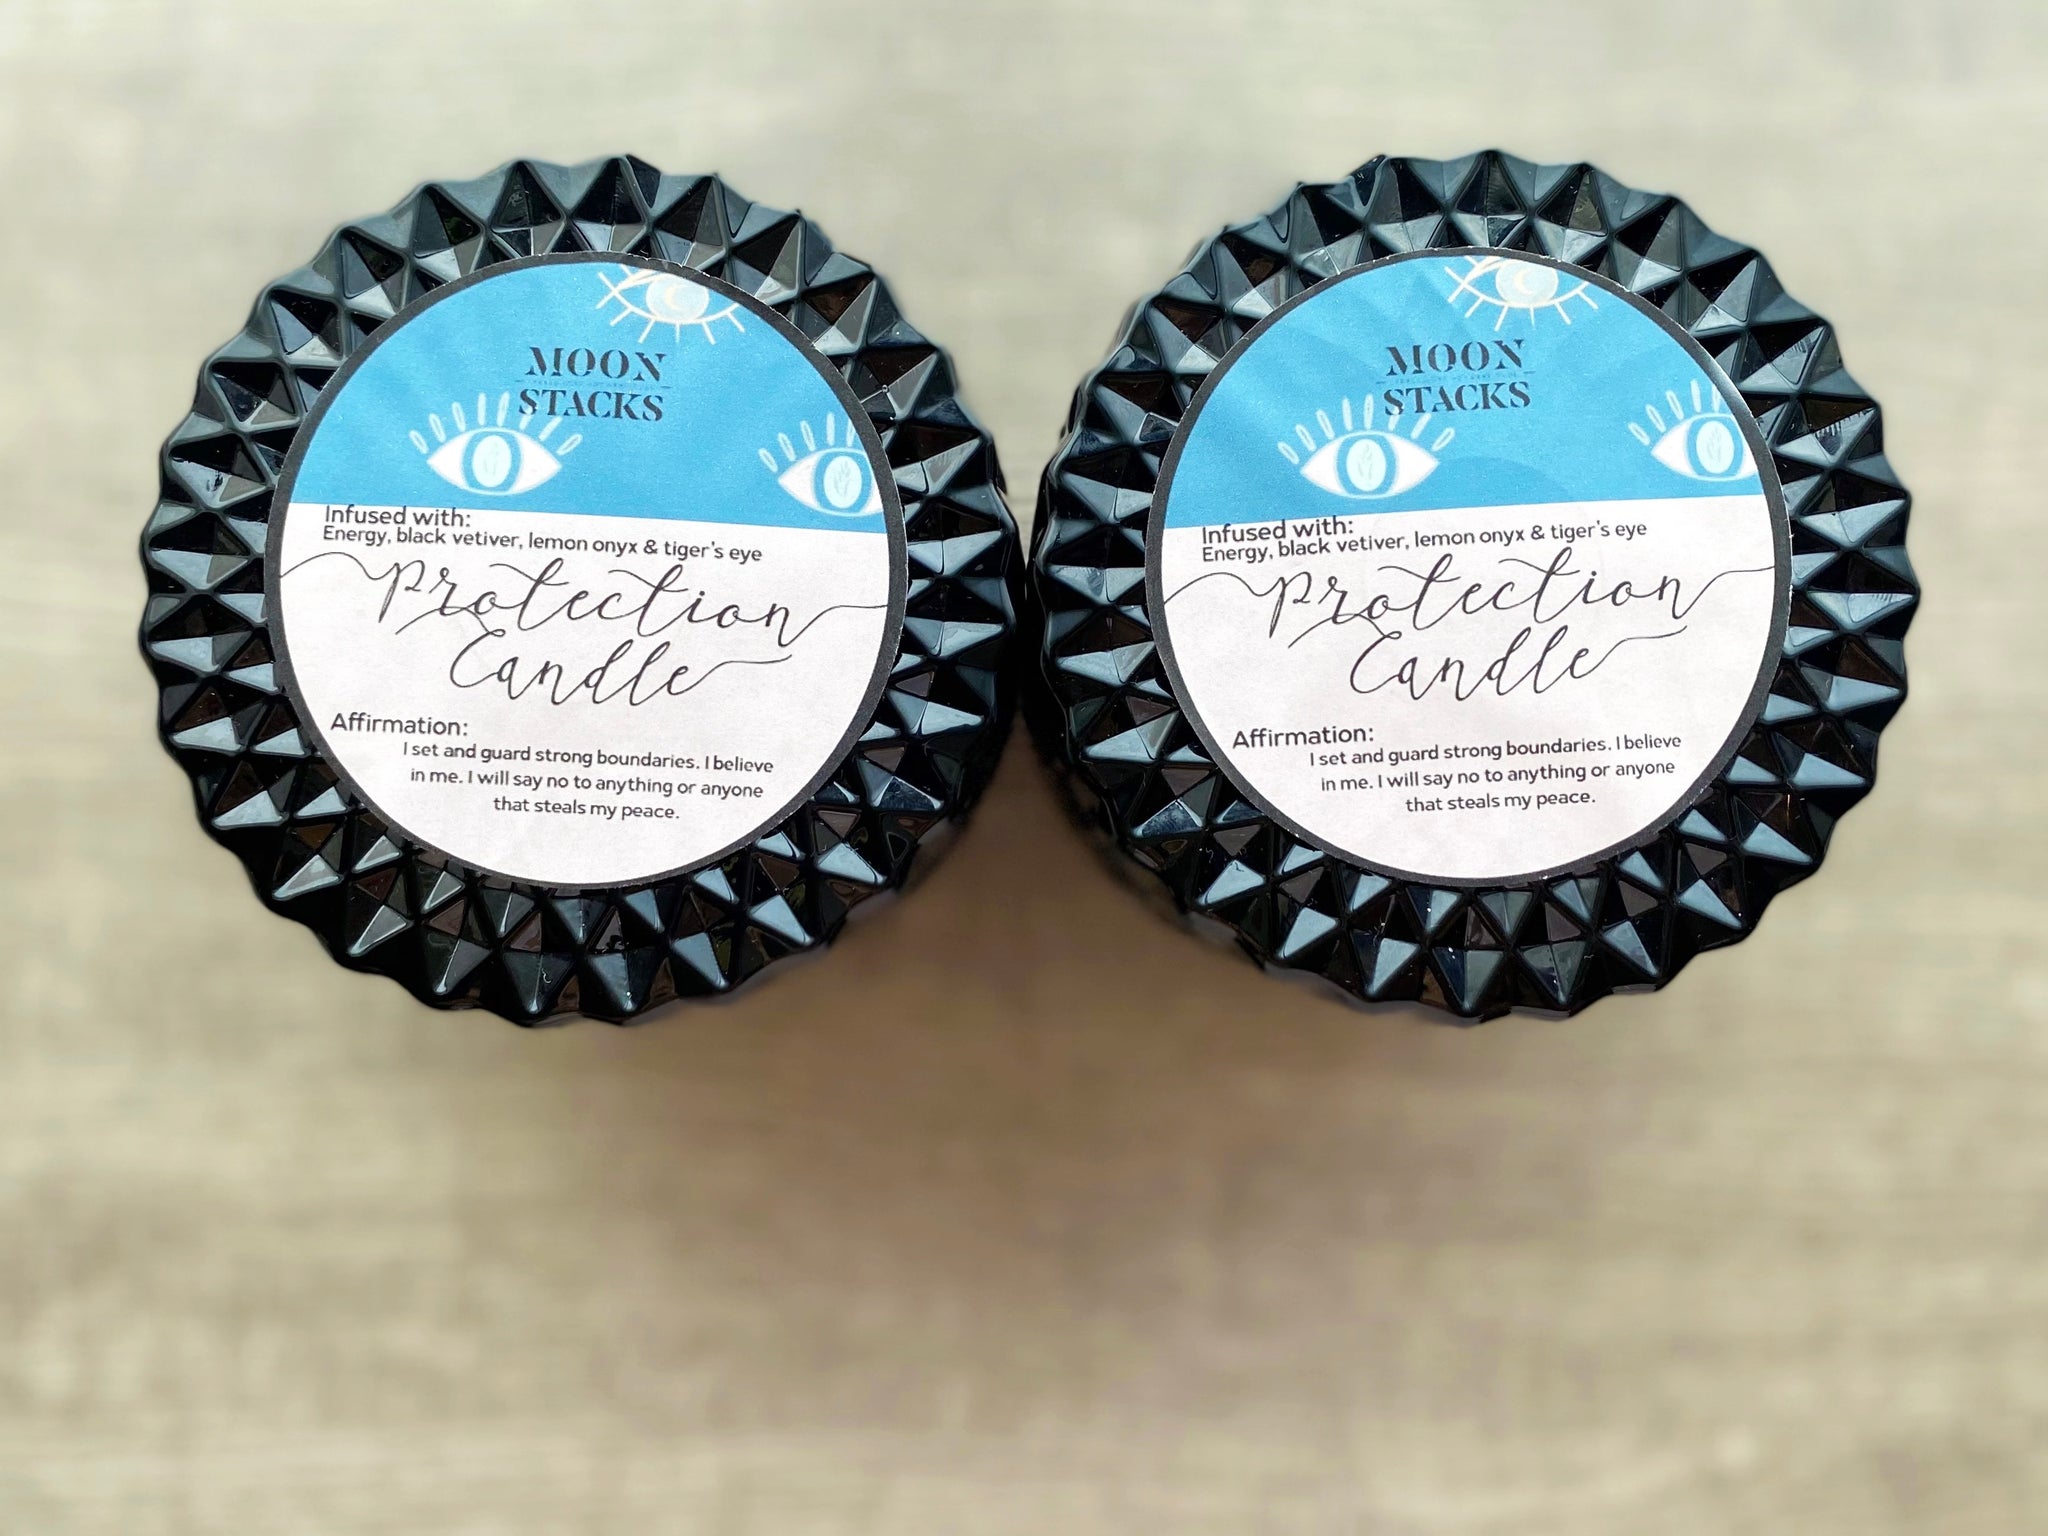 MOON
STACKS
Infused with:
Energy, black vetiver, lemon onyx & tiger's eye
Protection
Candle
Affirmation:
I set and guard strong boundaries. I believe
in me. I will say no to anything or anyone
that steals my peace.
MOON
STACKS
Infused with:
Energy, black vetiver, lemon onyx & tiger's eye
Protection
Candle
Affirmation:
I set and guard strong boundaries. I believe
in me. I will say no to anything or anyone
that steals my peace.